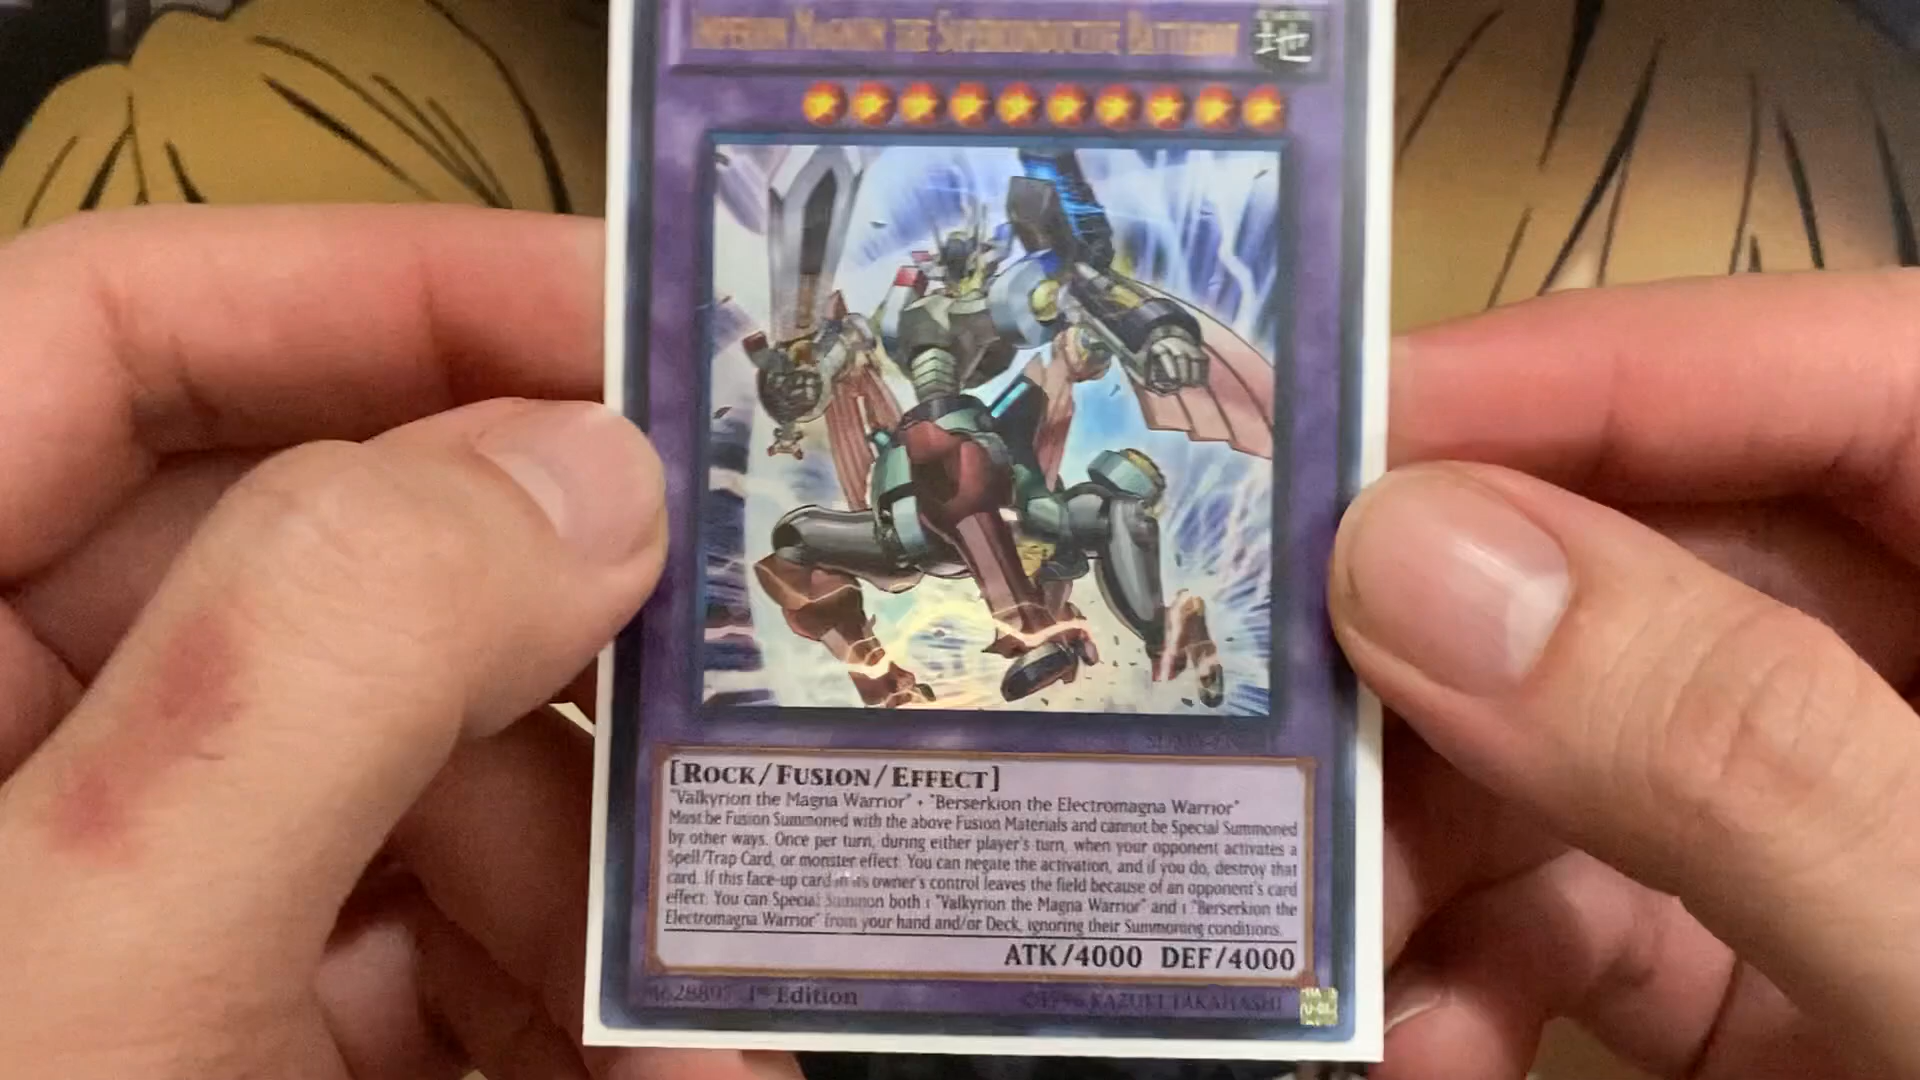 Imperion Magnum the Superconductive Battlebot
地
[Rock/Fusion/Effect]
"Valkyrion the Magna Warrior" + "Berserkion the Electromagna Warrior"
Must be Fusion Summoned with the above Fusion Materials and cannot be Special Summoned
by other ways. Once per turn, during either player's turn, when your opponent activates a
Spell/Trap Card, or monster effect: You can negate the activation, and if you do, destroy that
card. If this face-up card in its owner's control leaves the field because of an opponent's card
effect: You can Special Summon both 1 "Valkyrion the Magna Warrior" and 1 "Berserkion the
Electromagna Warrior" from your hand and/or Deck, ignoring their Summoning conditions.
ATK/4000 DEF/4000
1st Edition
©1996 KAZUKI TAKAHASHI